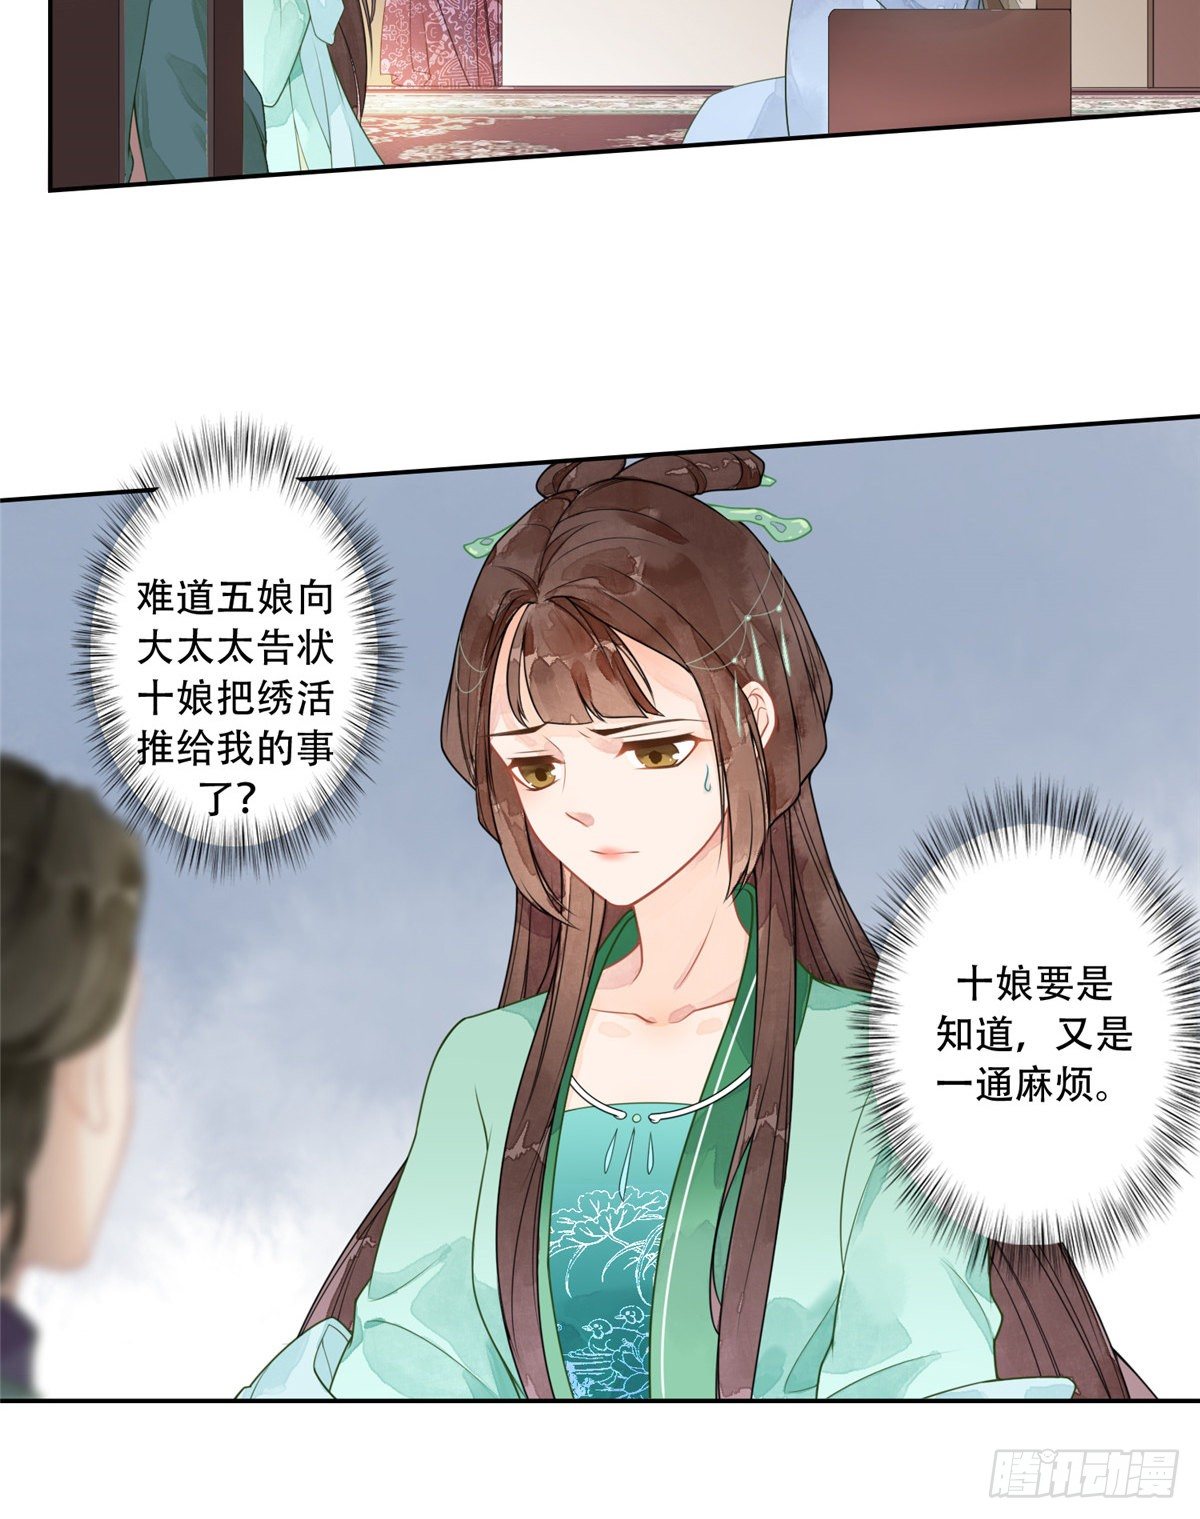 难道五娘向
大太太告状
十娘把绣活
推给我的事
了？
十娘要是
知道，又是
一通麻烦。
腾讯动漫